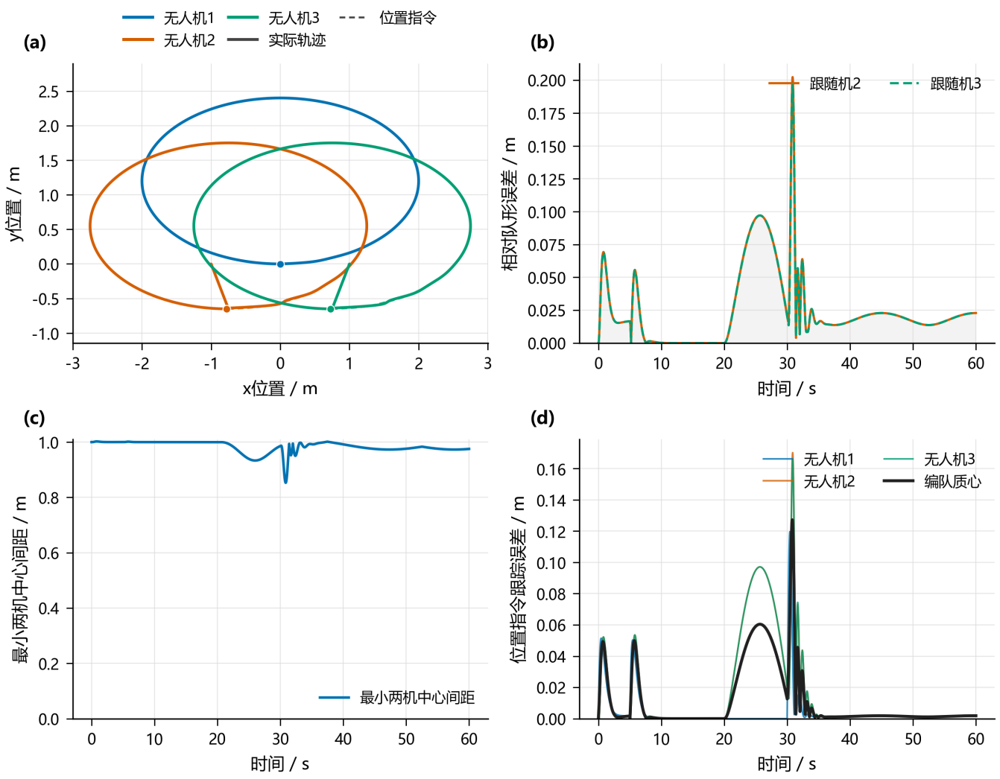 无人机1 无人机3 位置指令
无人机2 实际轨迹
(a)
y位置 / m
2.5
2.0
1.5
1.0
0.5
0.0
-0.5
-1.0
-3 -2 -1 0 1 2 3
x位置 / m
(b)
跟随机2 跟随机3
相对队形误差 / m
0.200
0.175
0.150
0.125
0.100
0.075
0.050
0.025
0.000
0 10 20 30 40 50 60
时间 / s
(c)
最小两机中心间距 / m
1.0
0.8
0.6
0.4
0.2
0.0
最小两机中心间距
0 10 20 30 40 50 60
时间 / s
(d)
无人机1 无人机3
无人机2 编队质心
位置指令跟踪误差 / m
0.16
0.14
0.12
0.10
0.08
0.06
0.04
0.02
0.00
0 10 20 30 40 50 60
时间 / s